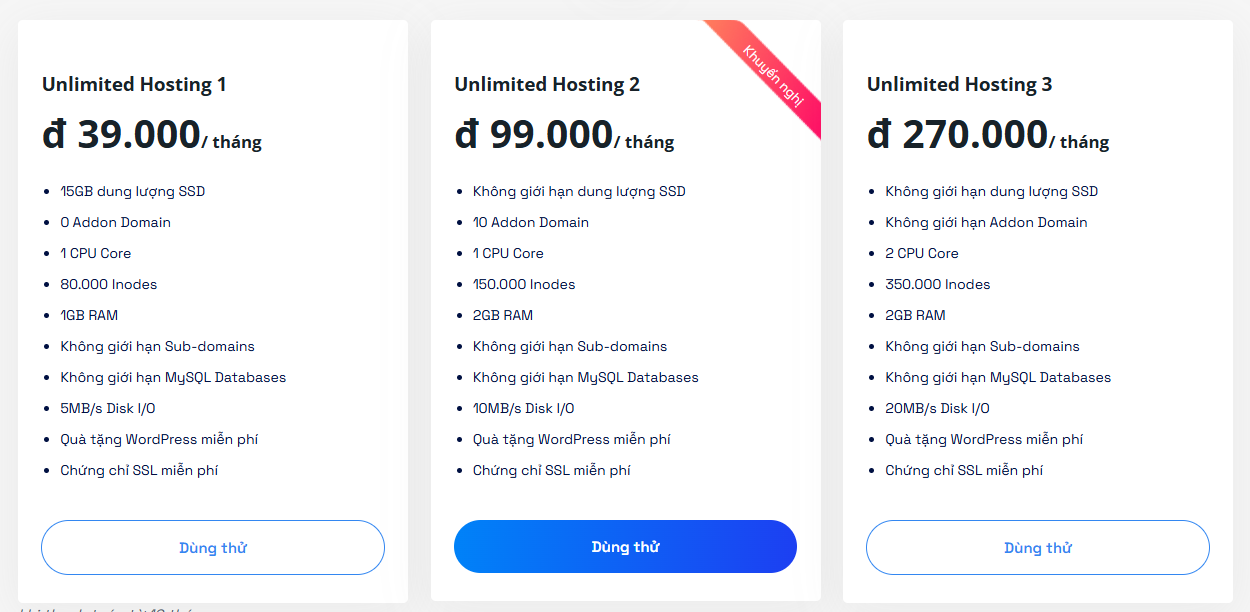 Unlimited Hosting 1
đ 39.000/ tháng
15GB dung lượng SSD
0 Addon Domain
1 CPU Core
80.000 Inodes
1GB RAM
Không giới hạn Sub-domains
Không giới hạn MySQL Databases
5MB/s Disk I/O
Quà tặng WordPress miễn phí
Chứng chỉ SSL miễn phí
Dùng thử
Khuyến nghị
Unlimited Hosting 2
đ 99.000/ tháng
Không giới hạn dung lượng SSD
10 Addon Domain
1 CPU Core
150.000 Inodes
2GB RAM
Không giới hạn Sub-domains
Không giới hạn MySQL Databases
10MB/s Disk I/O
Quà tặng WordPress miễn phí
Chứng chỉ SSL miễn phí
Dùng thử
Unlimited Hosting 3
đ 270.000/ tháng
Không giới hạn dung lượng SSD
Không giới hạn Addon Domain
2 CPU Core
350.000 Inodes
2GB RAM
Không giới hạn Sub-domains
Không giới hạn MySQL Databases
20MB/s Disk I/O
Quà tặng WordPress miễn phí
Chứng chỉ SSL miễn phí
Dùng thử